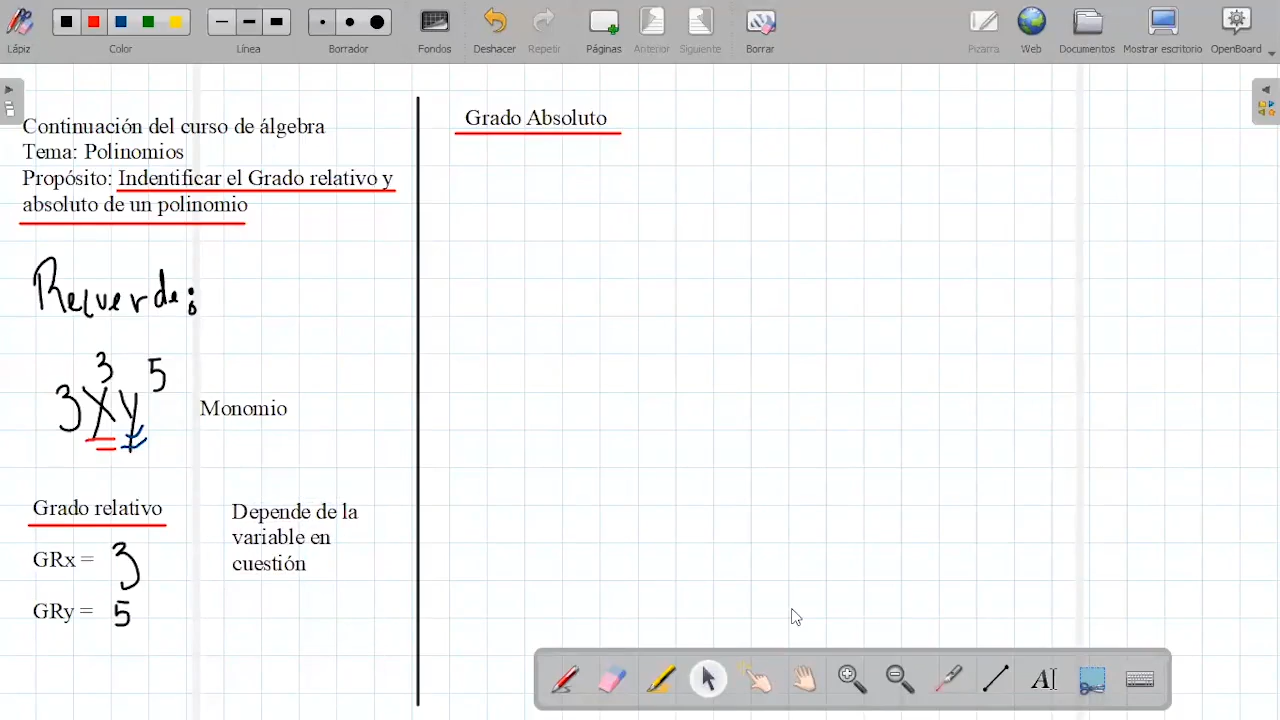 Lápiz
Color
Línea
Borrador
Fondos
Deshacer
Repetir
Páginas
Anterior
Siguiente
Borrar
Pizarra
Web
Documentos
Mostrar escritorio
OpenBoard
Continuación del curso de álgebra
Tema: Polinomios
Propósito: Indentificar el Grado relativo y
absoluto de un polinomio
Recuerde:
3x³y⁵
Monomio
Grado relativo
GRx = 3
GRy = 5
Depende de la
variable en
cuestión
Grado Absoluto